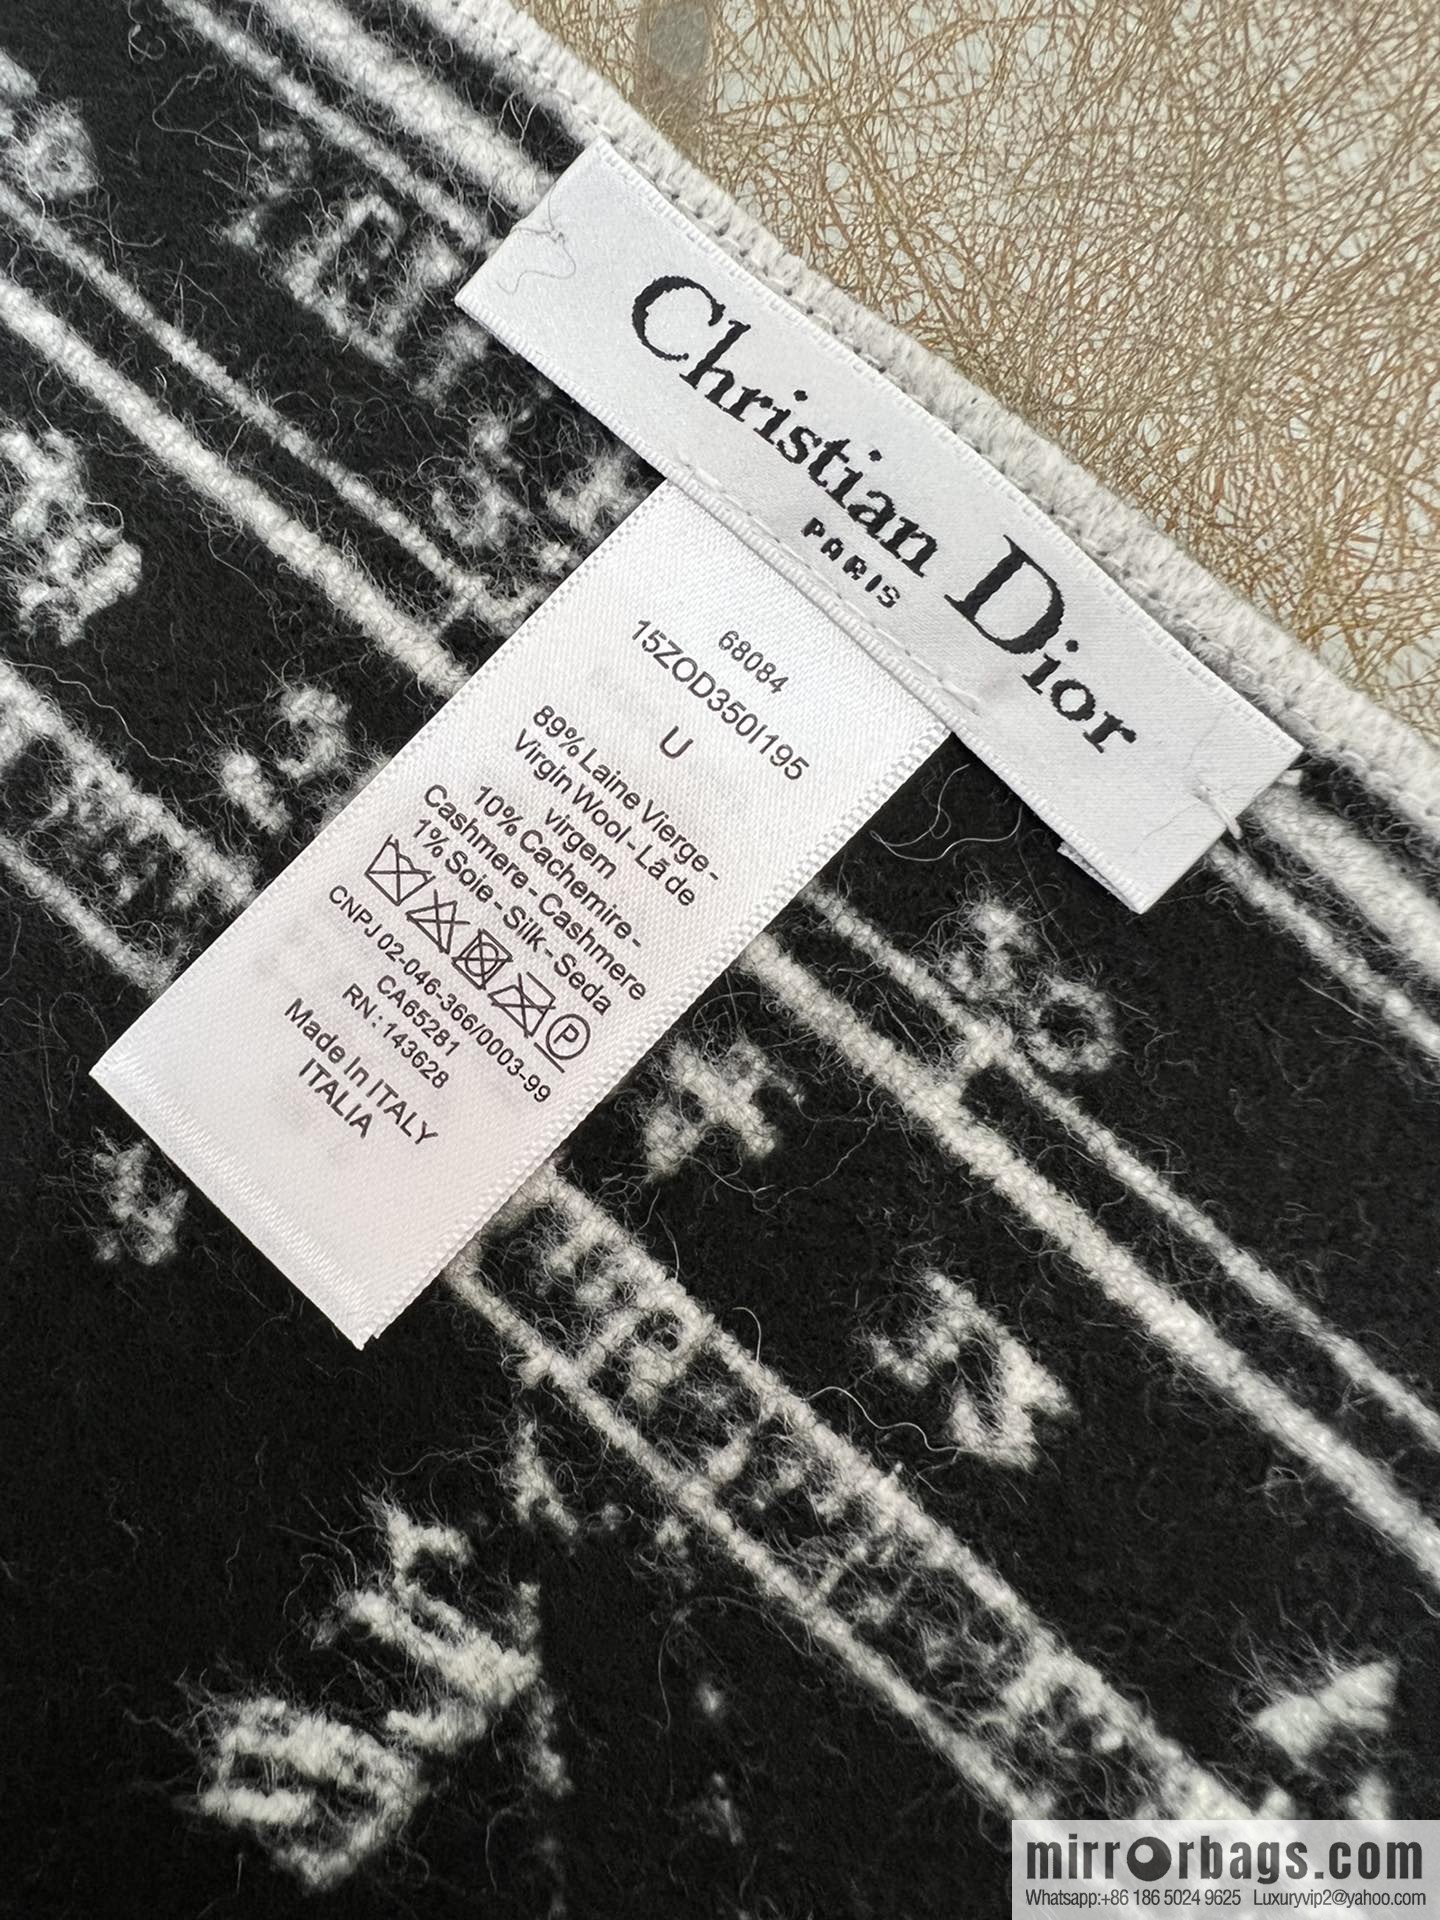 Christian Dior
PARIS
68084
15ZOD350I195
U
89% Laine Vierge -
Virgin Wool - Lã de
virgem
10% Cachemire -
Cashmere - Cashmere
1% Soie - Silk - Seda
P
CNPJ 02-046-366/0003-99
CA65281
RN : 143628
Made In ITALY
ITALIA
mirrorbags.com
Whatsapp:+86 186 5024 9625 Luxuryvip2@yahoo.com